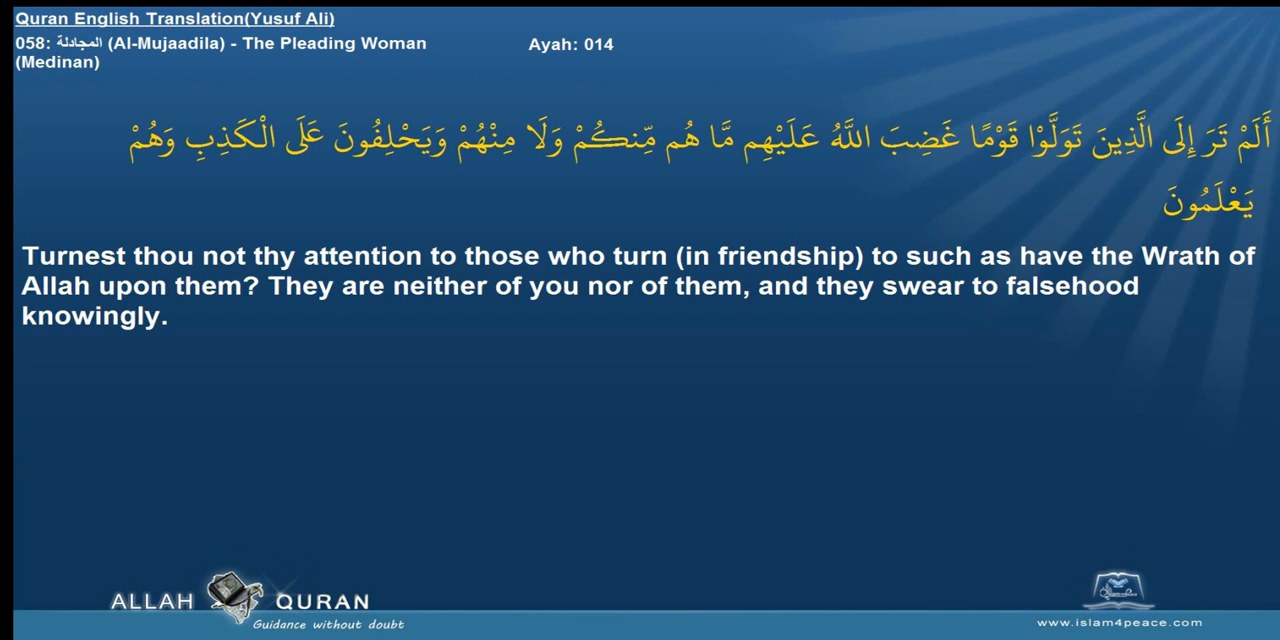 Quran English Translation(Yusuf Ali)
058: المجادلة (Al-Mujaadila) - The Pleading Woman
(Medinan)
Ayah: 014
أَلَمْ تَرَ إِلَى الَّذِينَ تَوَلَّوْا قَوْمًا غَضِبَ اللَّهُ عَلَيْهِم مَّا هُم مِّنكُمْ وَلَا مِنْهُمْ وَيَحْلِفُونَ عَلَى الْكَذِبِ وَهُمْ
يَعْلَمُونَ
Turnest thou not thy attention to those who turn (in friendship) to such as have the Wrath of
Allah upon them? They are neither of you nor of them, and they swear to falsehood
knowingly.
ALLAH QURAN
Guidance without doubt
www.islam4peace.com